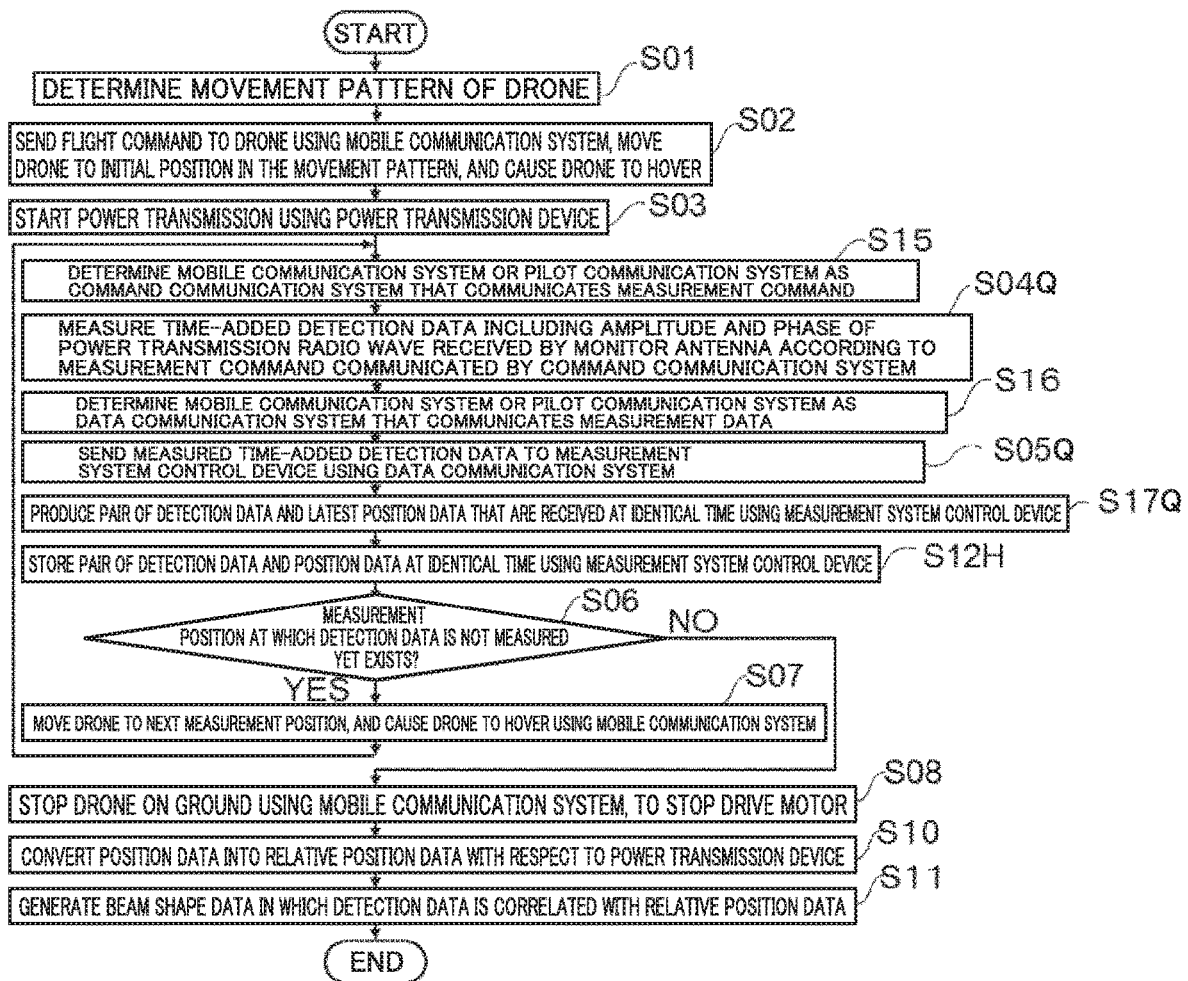 START
S01
DETERMINE MOVEMENT PATTERN OF DRONE
S02
SEND FLIGHT COMMAND TO DRONE USING MOBILE COMMUNICATION SYSTEM, MOVE
DRONE TO INITIAL POSITION IN THE MOVEMENT PATTERN, AND CAUSE DRONE TO HOVER
S03
START POWER TRANSMISSION USING POWER TRANSMISSION DEVICE
S15
DETERMINE MOBILE COMMUNICATION SYSTEM OR PILOT COMMUNICATION SYSTEM AS
COMMAND COMMUNICATION SYSTEM THAT COMMUNICATES MEASUREMENT COMMAND
S04Q
MEASURE TIME-ADDED DETECTION DATA INCLUDING AMPLITUDE AND PHASE OF
POWER TRANSMISSION RADIO WAVE RECEIVED BY MONITOR ANTENNA ACCORDING TO
MEASUREMENT COMMAND COMMUNICATED BY COMMAND COMMUNICATION SYSTEM
S16
DETERMINE MOBILE COMMUNICATION SYSTEM OR PILOT COMMUNICATION SYSTEM AS
DATA COMMUNICATION SYSTEM THAT COMMUNICATES MEASUREMENT DATA
S05Q
SEND MEASURED TIME-ADDED DETECTION DATA TO MEASUREMENT
SYSTEM CONTROL DEVICE USING DATA COMMUNICATION SYSTEM
S17Q
PRODUCE PAIR OF DETECTION DATA AND LATEST POSITION DATA THAT ARE RECEIVED AT IDENTICAL TIME USING MEASUREMENT SYSTEM CONTROL DEVICE
S12H
STORE PAIR OF DETECTION DATA AND POSITION DATA AT IDENTICAL TIME USING MEASUREMENT SYSTEM CONTROL DEVICE
S06
MEASUREMENT
POSITION AT WHICH DETECTION DATA IS NOT MEASURED
YET EXISTS?
NO
YES
S07
MOVE DRONE TO NEXT MEASUREMENT POSITION, AND CAUSE DRONE TO HOVER USING MOBILE COMMUNICATION SYSTEM
S08
STOP DRONE ON GROUND USING MOBILE COMMUNICATION SYSTEM, TO STOP DRIVE MOTOR
S10
CONVERT POSITION DATA INTO RELATIVE POSITION DATA WITH RESPECT TO POWER TRANSMISSION DEVICE
S11
GENERATE BEAM SHAPE DATA IN WHICH DETECTION DATA IS CORRELATED WITH RELATIVE POSITION DATA
END